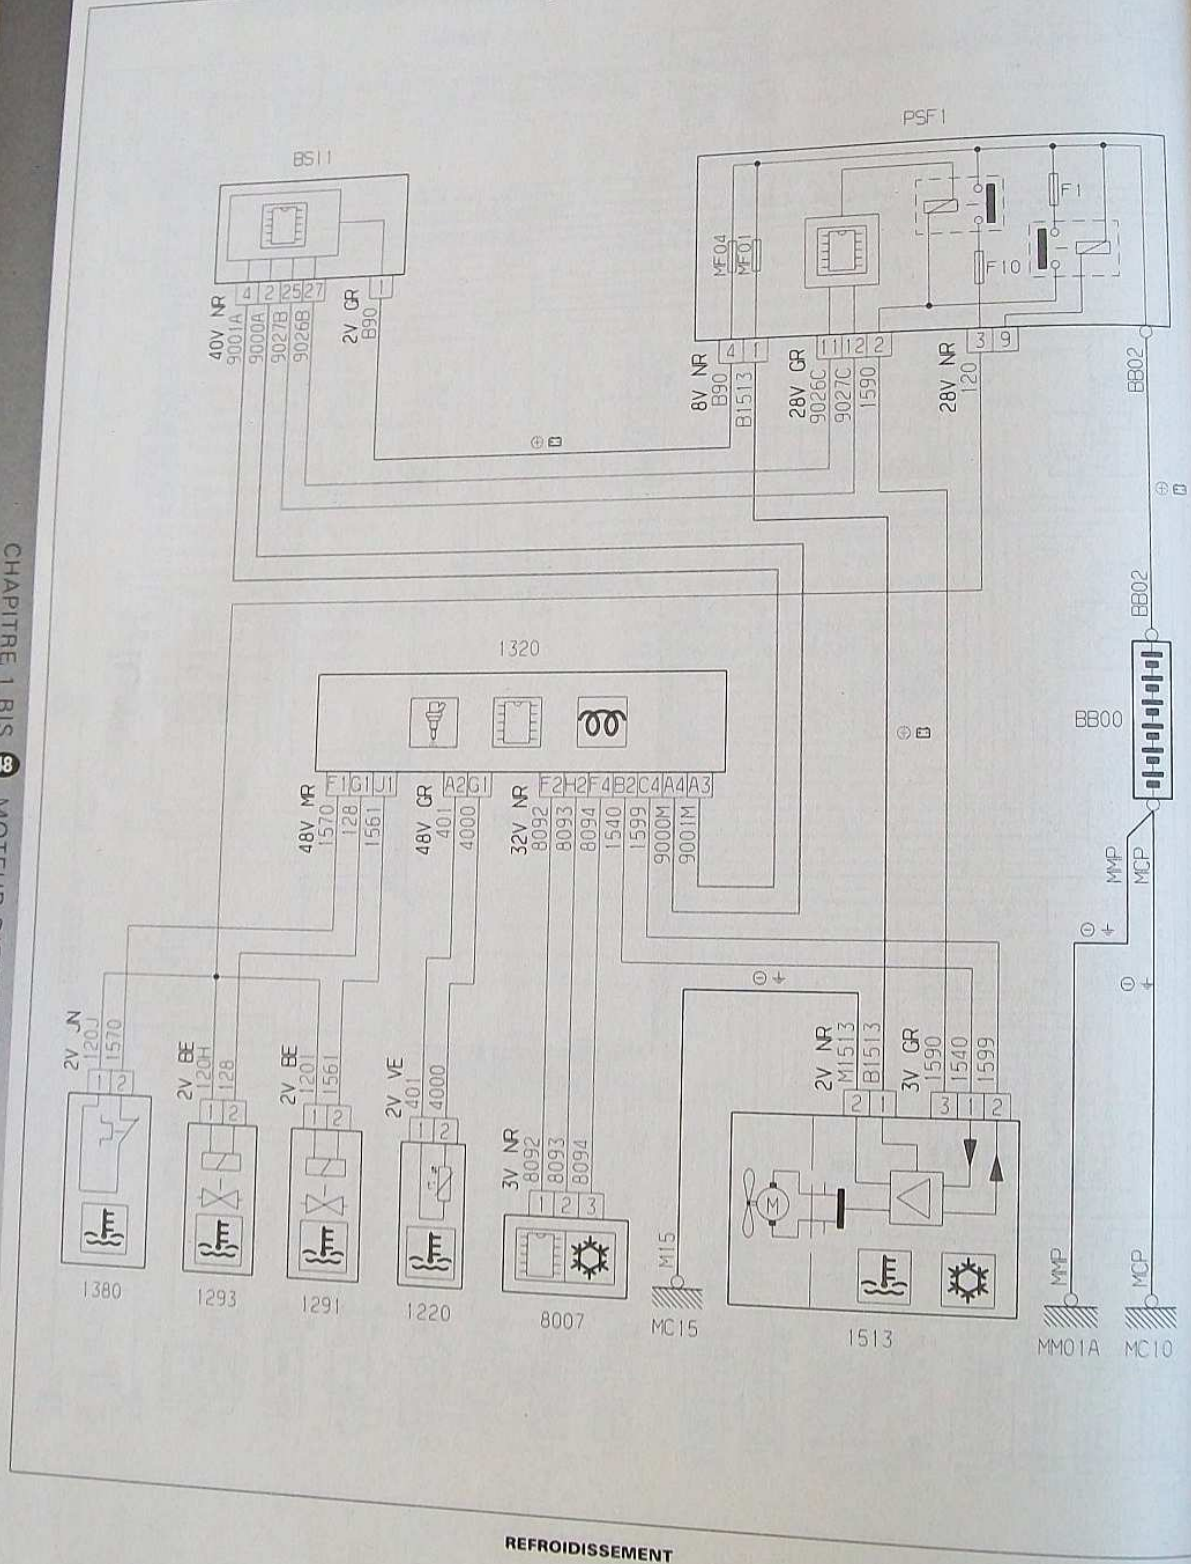 CHAPITRE 1 BIS
BSI1
40V NR
4 2 25 27
9001A
9000A
9027B
9026B
2V GR
1
B90
PSF1
MF04
MF01
F10
F1
8V NR
4 1
B90
B1513
28V GR
11 12 2
9026C
9027C
1590
28V NR
3 9
120
BB02
BB02
BB00
1320
48V MR
F1 G1 J1
1570
128
1561
48V GR
A2 G1
401
4000
32V NR
F2 H2 F4 B2 C4 A4 A3
8092
8093
8094
1540
1599
9000M
9001M
MMP
MCP
2V JN
120J
1570
1 2
1380
2V BE
120H
128
1 2
1293
2V BE
120I
1561
1 2
1291
2V VE
401
4000
1 2
1220
3V NR
8092
8093
8094
1 2 3
8007
M15
MC15
2V NR
M1513
B1513
2 1
3V GR
1590
1540
1599
3 1 2
M
1513
MMP
MM01A
MCP
MC10
REFROIDISSEMENT